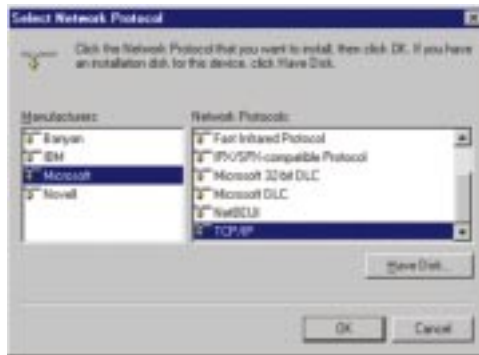 Select Network Protocol
Click the Network Protocol that you want to install, then click OK. If you have
an installation disk for this device, click Have Disk.
Manufacturers:
Banyan
IBM
Microsoft
Novell
Network Protocols:
Fast Infrared Protocol
IPX/SPX-compatible Protocol
Microsoft 32-bit DLC
Microsoft DLC
NetBEUI
TCP/IP
Have Disk...
OK
Cancel